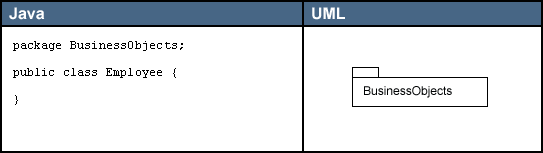 Java
UML
package BusinessObjects;
public class Employee {
}
BusinessObjects